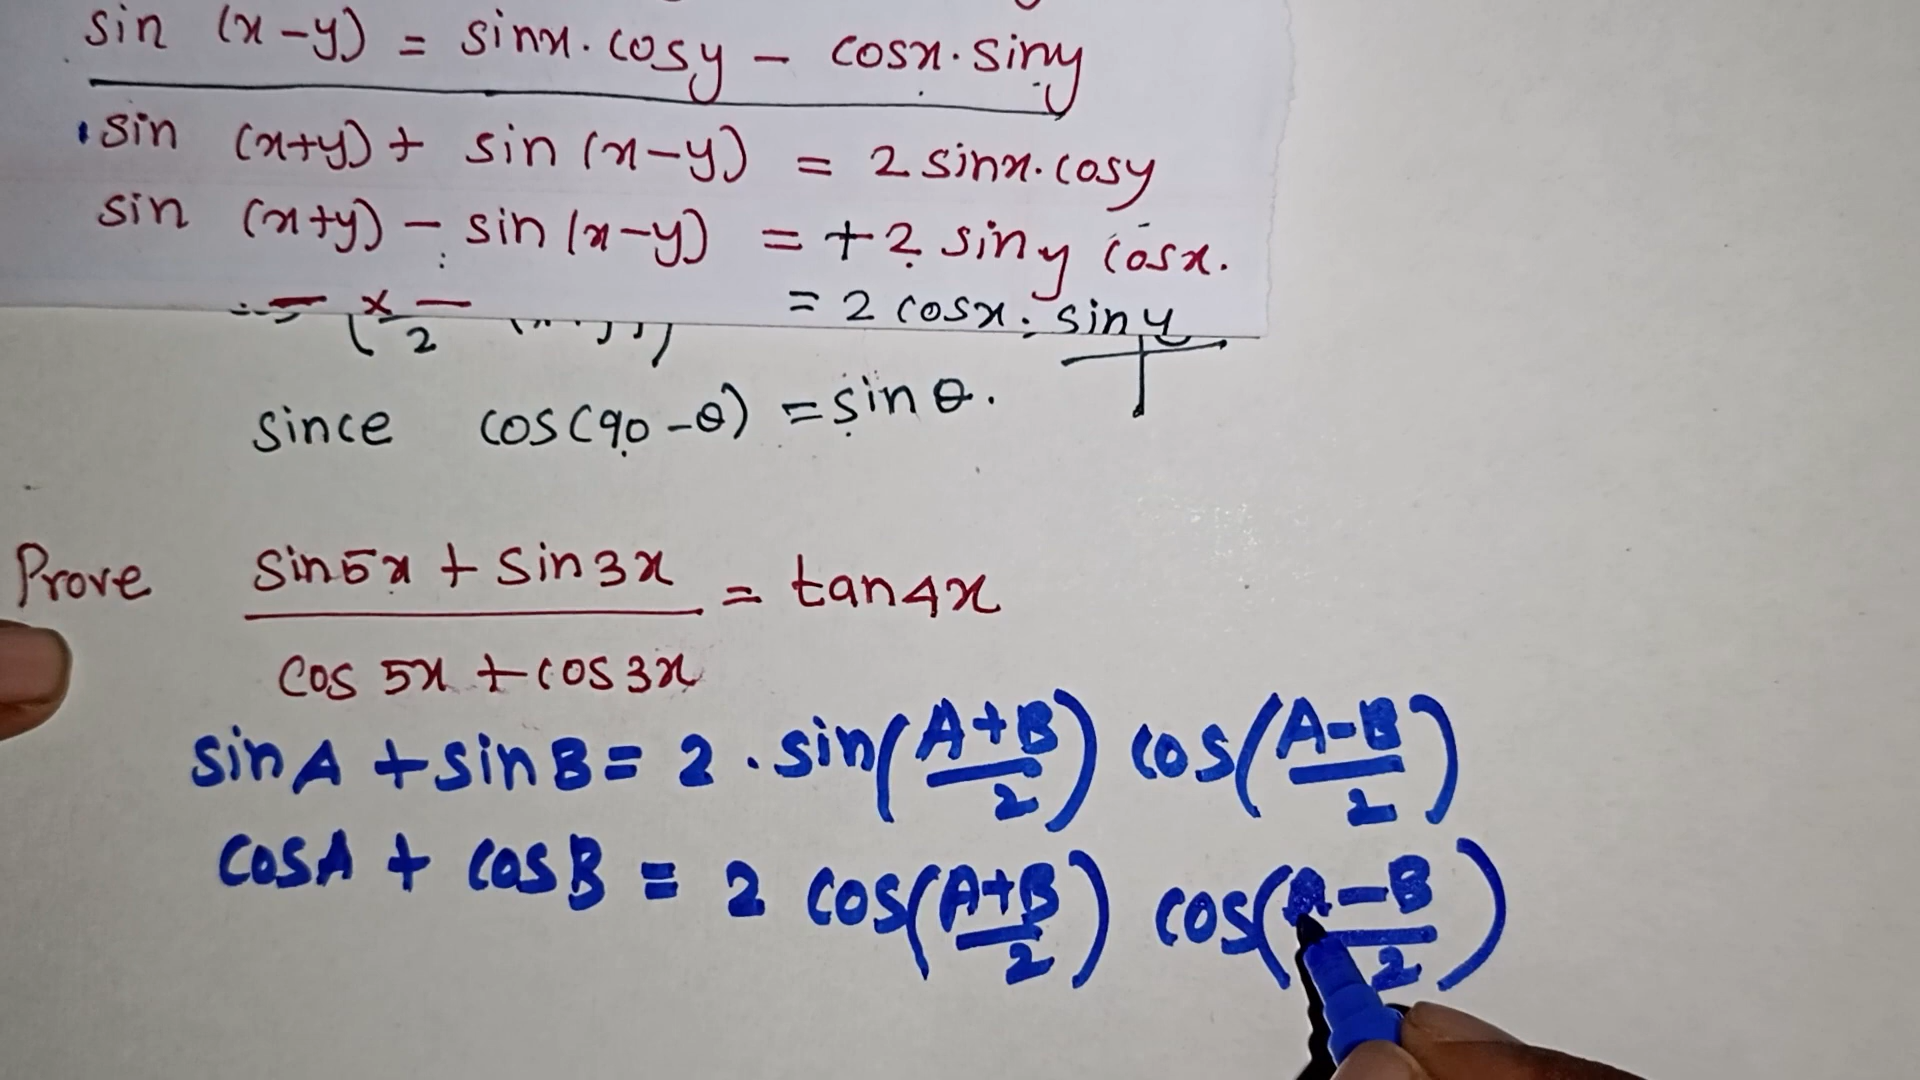 sin (x-y) = sinx.cosy - cosx.siny
sin (x+y) + sin (x-y) = 2 sinx.cosy
sin (x+y) - sin (x-y) = +2 siny cosx.
= 2 cosx. siny
2
since cos(90-θ) = sinθ.
Prove sin5x + sin3x = tan4x
cos 5x + cos3x
sinA + sinB = 2 . sin(A+B) cos(A-B)
2 2
cosA + cosB = 2 cos(A+B) cos(A-B)
2 2